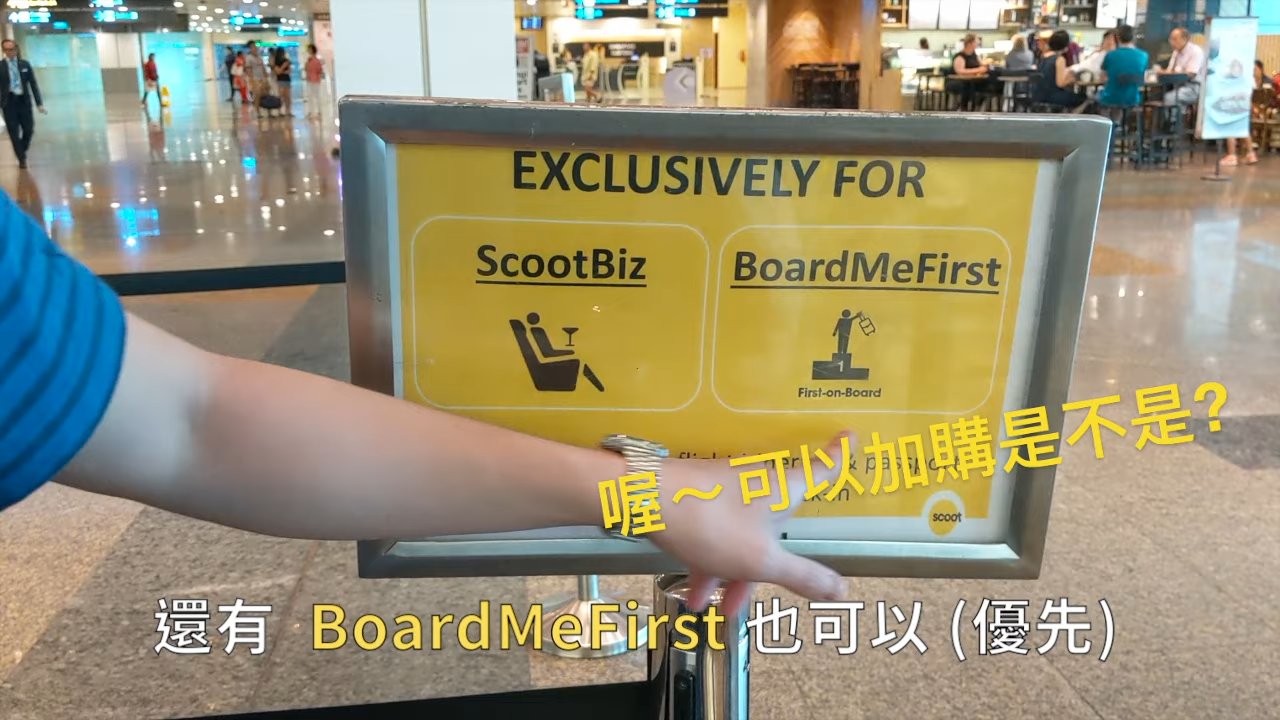 EXCLUSIVELY FOR
ScootBiz
BoardMeFirst
First-on-Board
喔～可以加購是不是?
scoot
還有 BoardMeFirst 也可以 (優先)